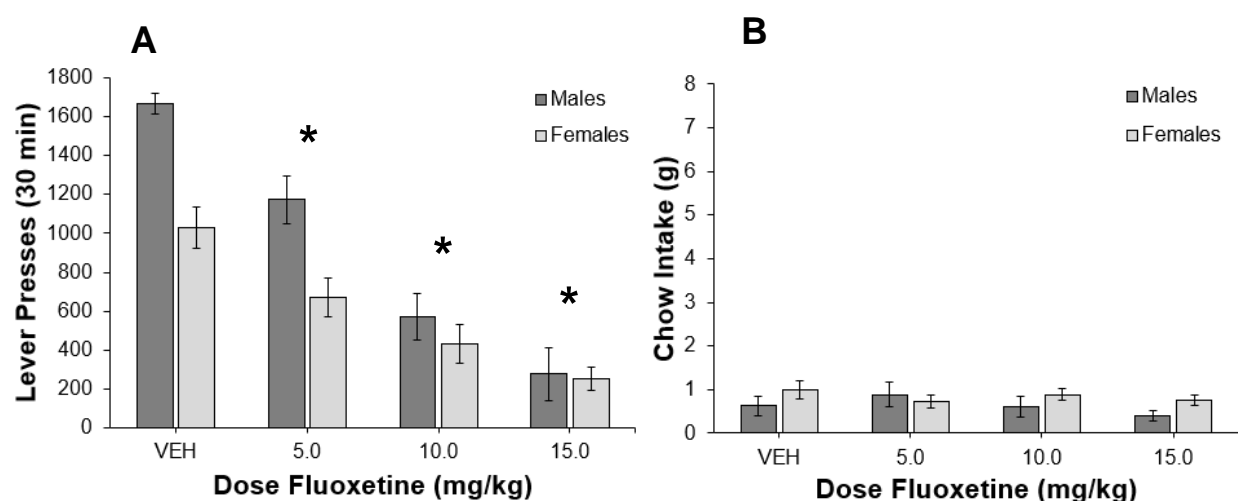 A
Lever Presses (30 min)
1800
1600
1400
1200
1000
800
600
400
200
0
Males
Females
*
*
*
VEH
5.0
10.0
15.0
Dose Fluoxetine (mg/kg)
B
Chow Intake (g)
8
7
6
5
4
3
2
1
0
Males
Females
VEH
5.0
10.0
15.0
Dose Fluoxetine (mg/kg)